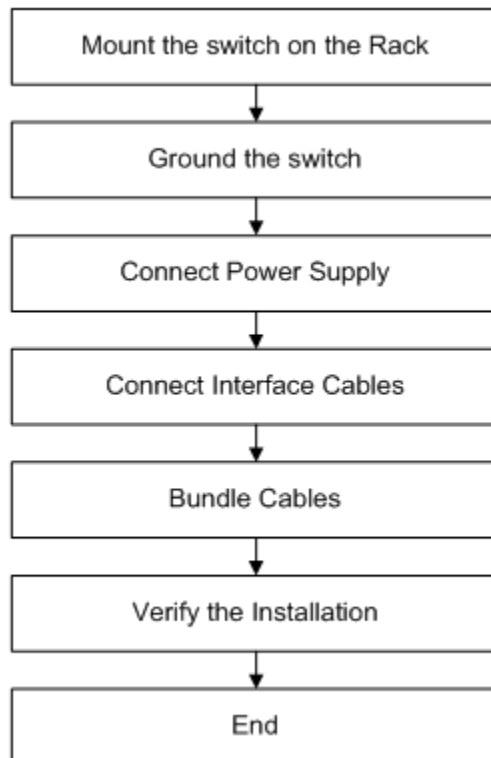 Mount the switch on the Rack
Ground the switch
Connect Power Supply
Connect Interface Cables
Bundle Cables
Verify the Installation
End